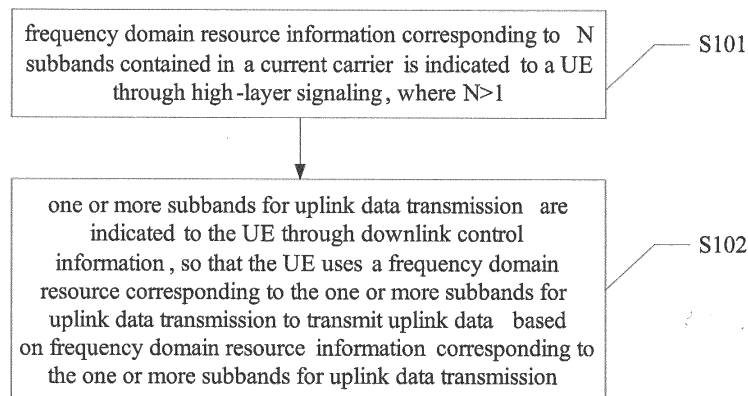 frequency domain resource information corresponding to N
subbands contained in a current carrier is indicated to a UE
through high-layer signaling, where N>1
S101
one or more subbands for uplink data transmission are
indicated to the UE through downlink control
information, so that the UE uses a frequency domain
resource corresponding to the one or more subbands for
uplink data transmission to transmit uplink data based
on frequency domain resource information corresponding to
the one or more subbands for uplink data transmission
S102